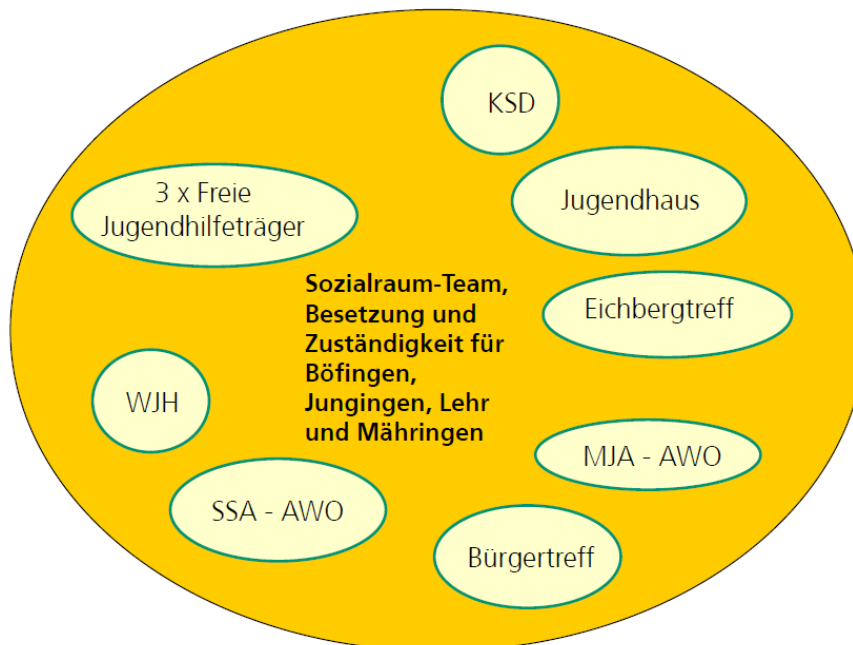 KSD
3 x Freie
Jugendhilfeträger
Jugendhaus
Sozialraum-Team,
Besetzung und
Zuständigkeit für
Böfingen,
Jungingen, Lehr
und Mähringen
Eichbergtreff
WJH
MJA - AWO
SSA - AWO
Bürgertreff